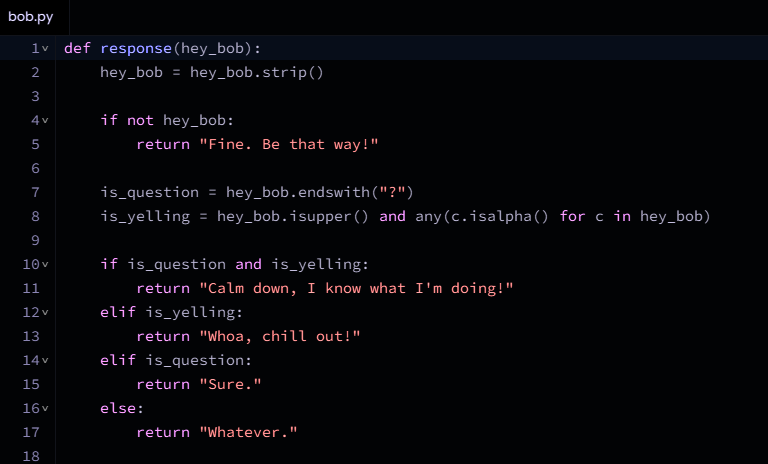 bob.py
1 def response(hey_bob):
2     hey_bob = hey_bob.strip()
3
4     if not hey_bob:
5         return "Fine. Be that way!"
6
7     is_question = hey_bob.endswith("?")
8     is_yelling = hey_bob.isupper() and any(c.isalpha() for c in hey_bob)
9
10     if is_question and is_yelling:
11         return "Calm down, I know what I'm doing!"
12     elif is_yelling:
13         return "Whoa, chill out!"
14     elif is_question:
15         return "Sure."
16     else:
17         return "Whatever."
18